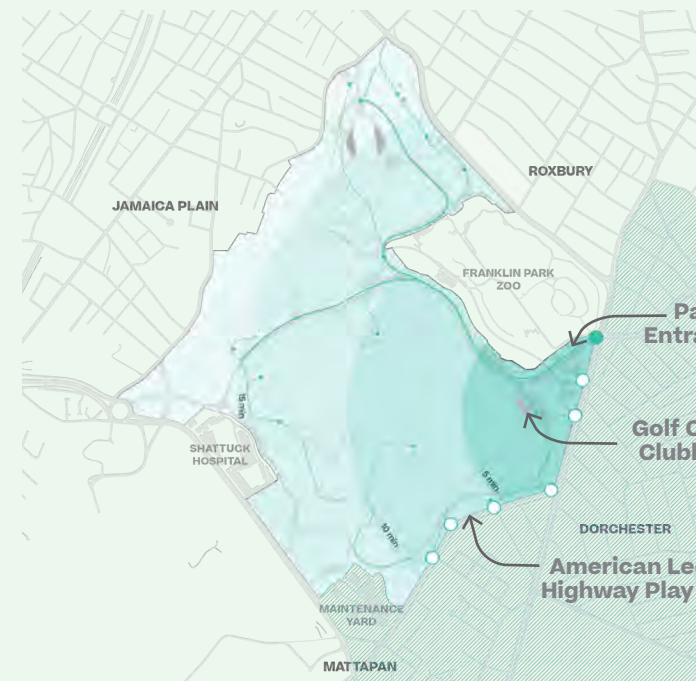 ROXBURY
JAMAICA PLAIN
FRANKLIN PARK
ZOO
Pa
Entra
15 min
Golf C
Club
SHATTUCK
HOSPITAL
5 min
10 min
DORCHESTER
American Le
Highway Play
MAINTENANCE
YARD
MATTAPAN